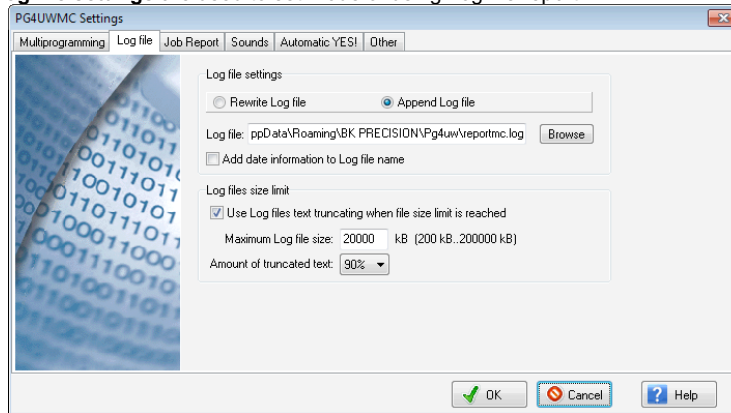 PG4UWMC Settings
Multiprogramming Log file Job Report Sounds Automatic YES! Other
Log file settings
Rewrite Log file Append Log file
Log file: ppData\Roaming\BK PRECISION\Pg4uw\reportmc.log Browse
Add date information to Log file name
Log files size limit
Use Log files text truncating when file size limit is reached
Maximum Log file size: 20000 kB (200 kB..200000 kB)
Amount of truncated text: 90%
OK Cancel Help